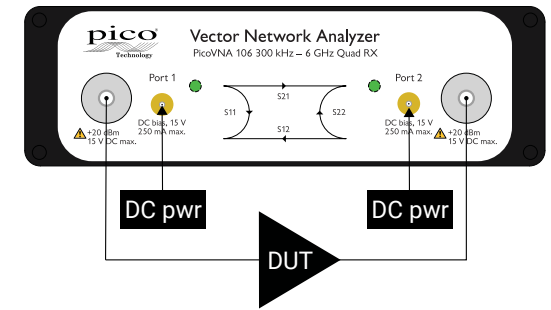 pico
Technology
Vector Network Analyzer
PicoVNA 106 300 kHz – 6 GHz Quad RX
Port 1
Port 2
S21
S11
S22
S12
+20 dBm
15 V DC max.
DC bias, 15 V
250 mA max.
DC bias, 15 V
250 mA max.
+20 dBm
15 V DC max.
DC pwr
DC pwr
DUT